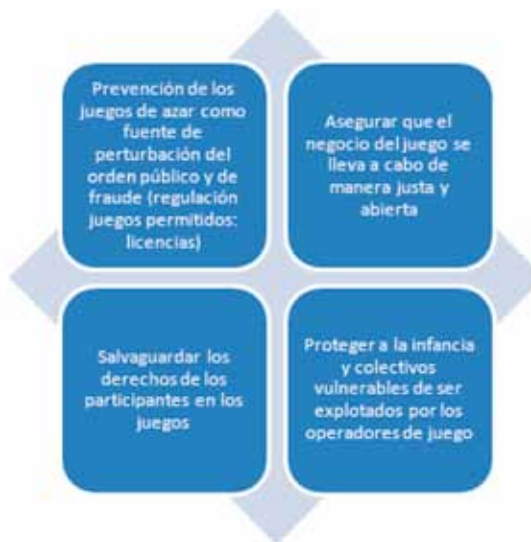 Prevención de los
juegos de azar como
fuente de
perturbación del
orden público y de
fraude (regulación
juegos permitidos:
licencias)
Asegurar que el
negocio del juego se
lleva a cabo de
manera justa y
abierta
Salvaguardar los
derechos de los
participantes en los
juegos
Proteger a la infancia
y colectivos
vulnerables de ser
explotados por los
operadores de juego